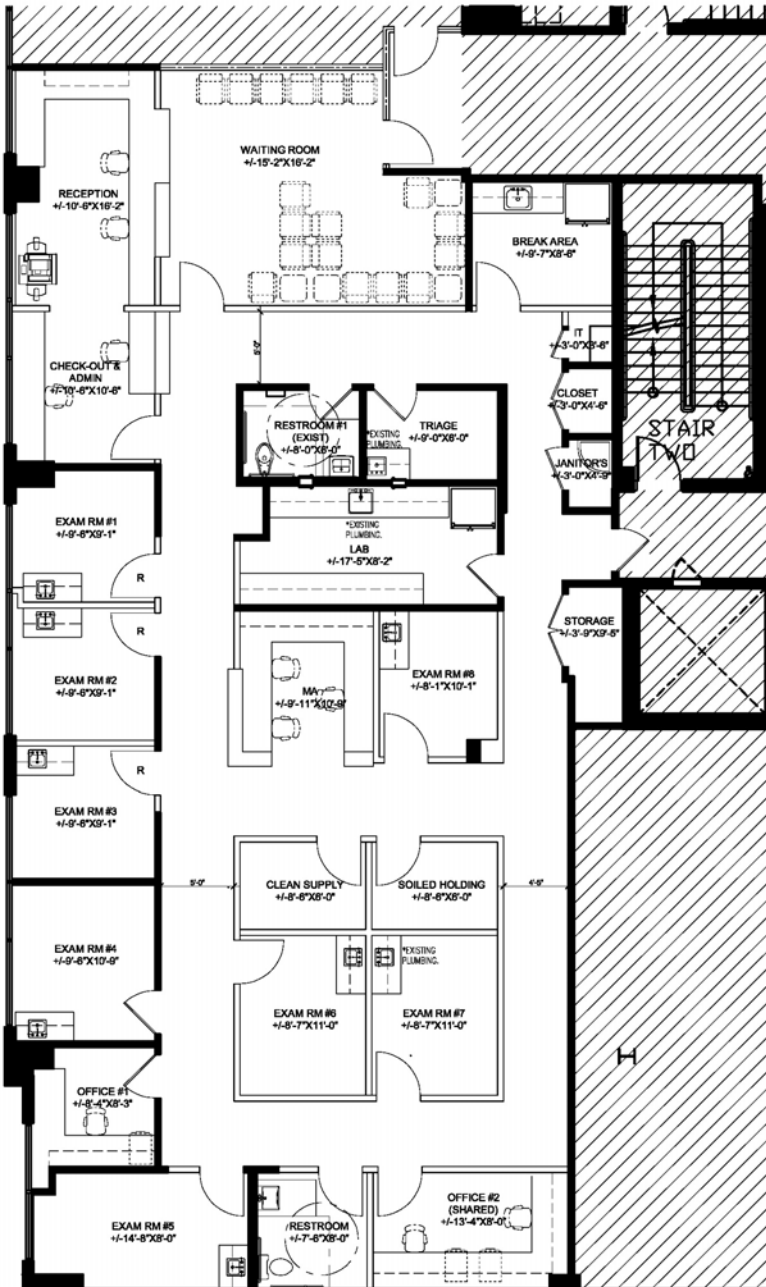 WAITING ROOM
+/-15'-2"X16'-2"
RECEPTION
+/-10'-6"X16'-2"
BREAK AREA
+/-9'-7"X8'-6"
IT
+/-3'-0"X3'-6"
5'-0"
CHECK-OUT &
ADMIN
+/-10'-6"X10'-6"
CLOSET
+/-3'-0"X4'-6"
STAIR
TWO
RESTROOM #1
(EXIST)
+/-8'-0"X6'-0"
TRIAGE
+/-9'-0"X6'-0"
*EXISTING
PLUMBING.
JANITOR'S
+/-3'-0"X4'-9"
EXAM RM #1
+/-9'-6"X9'-1"
R
*EXISTING
PLUMBING.
LAB
+/-17'-5"X8'-2"
STORAGE
+/-3'-9"X9'-5"
R
EXAM RM #2
+/-9'-6"X9'-1"
MA
+/-9'-11"X10'-9"
EXAM RM #8
+/-8'-1"X10'-1"
R
EXAM RM #3
+/-9'-6"X9'-1"
5'-0"
CLEAN SUPPLY
+/-8'-6"X6'-0"
SOILED HOLDING
+/-8'-6"X6'-0"
4'-5"
EXAM RM #4
+/-9'-6"X10'-9"
*EXISTING
PLUMBING.
EXAM RM #6
+/-8'-7"X11'-0"
EXAM RM #7
+/-8'-7"X11'-0"
H
OFFICE #1
+/-8'-4"X8'-3"
EXAM RM #5
+/-14'-8"X8'-0"
RESTROOM
+/-7'-6"X8'-0"
OFFICE #2
(SHARED)
+/-13'-4"X8'-0"